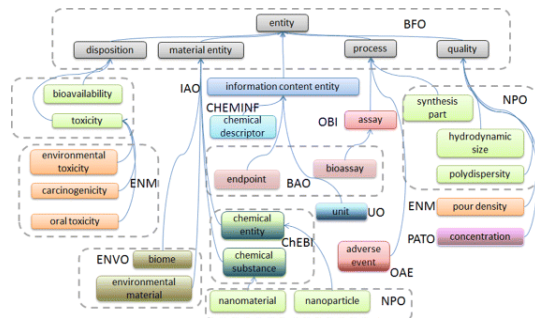 entity
BFO
disposition
material entity
process
quality
IAO
bioavailability
information content entity
NPO
synthesis
part
CHEMINF
toxicity
chemical
descriptor
OBI
assay
hydrodynamic
size
environmental
toxicity
bioassay
polydispersity
endpoint
BAO
carcinogenicity
ENM
unit
UO
ENM
pour density
oral toxicity
chemical
entity
PATO
concentration
ChEBI
ENVO
biome
chemical
substance
adverse
event
OAE
environmental
material
nanomaterial
nanoparticle
NPO